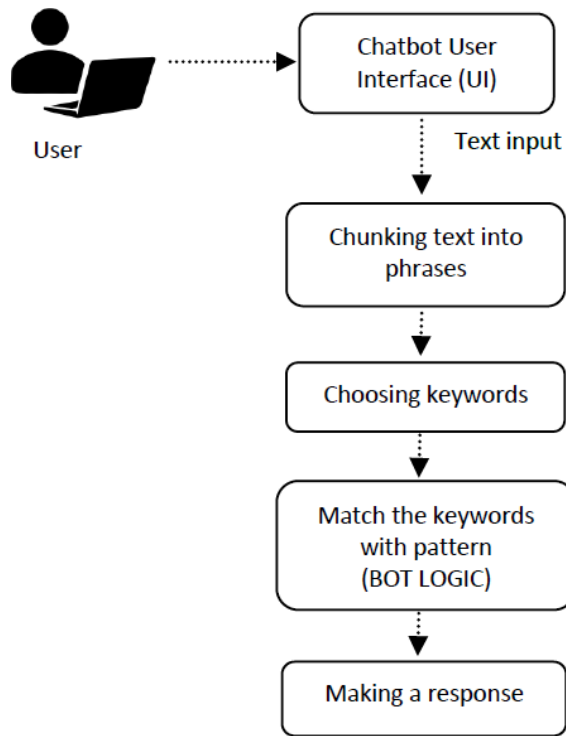 Chatbot User
Interface (UI)
User
Text input
Chunking text into
phrases
Choosing keywords
Match the keywords
with pattern
(BOT LOGIC)
Making a response